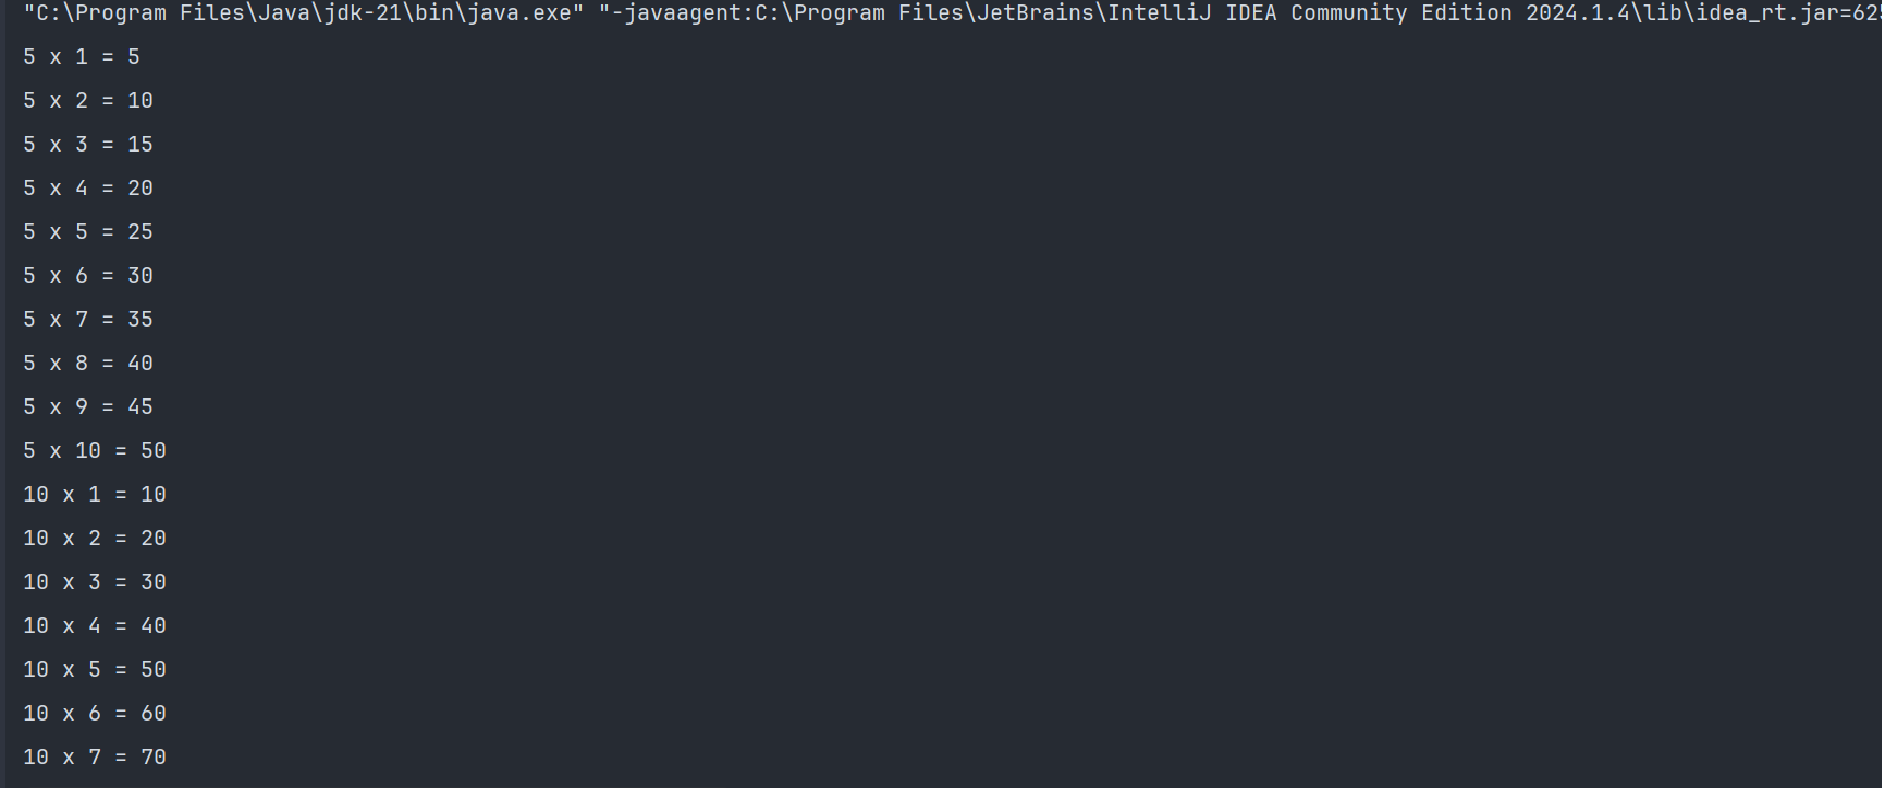 "C:\Program Files\Java\jdk-21\bin\java.exe" "-javaagent:C:\Program Files\JetBrains\IntelliJ IDEA Community Edition 2024.1.4\lib\idea_rt.jar=625
5 x 1 = 5
5 x 2 = 10
5 x 3 = 15
5 x 4 = 20
5 x 5 = 25
5 x 6 = 30
5 x 7 = 35
5 x 8 = 40
5 x 9 = 45
5 x 10 = 50
10 x 1 = 10
10 x 2 = 20
10 x 3 = 30
10 x 4 = 40
10 x 5 = 50
10 x 6 = 60
10 x 7 = 70